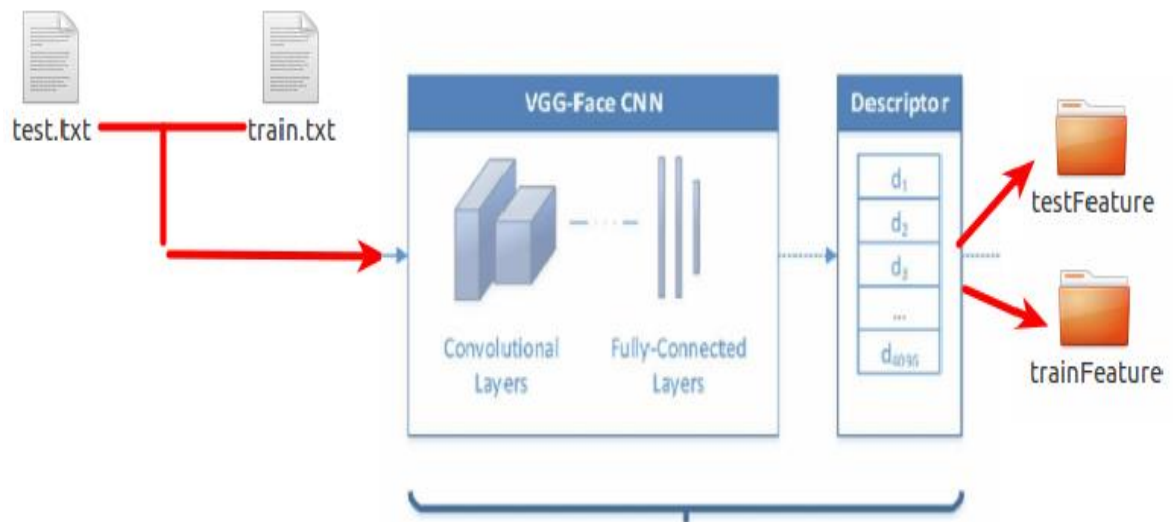 test.txt
train.txt
VGG-Face CNN
Convolutional
Layers
Fully-Connected
Layers
Descriptor
d1
d2
d3
...
d4096
testFeature
trainFeature